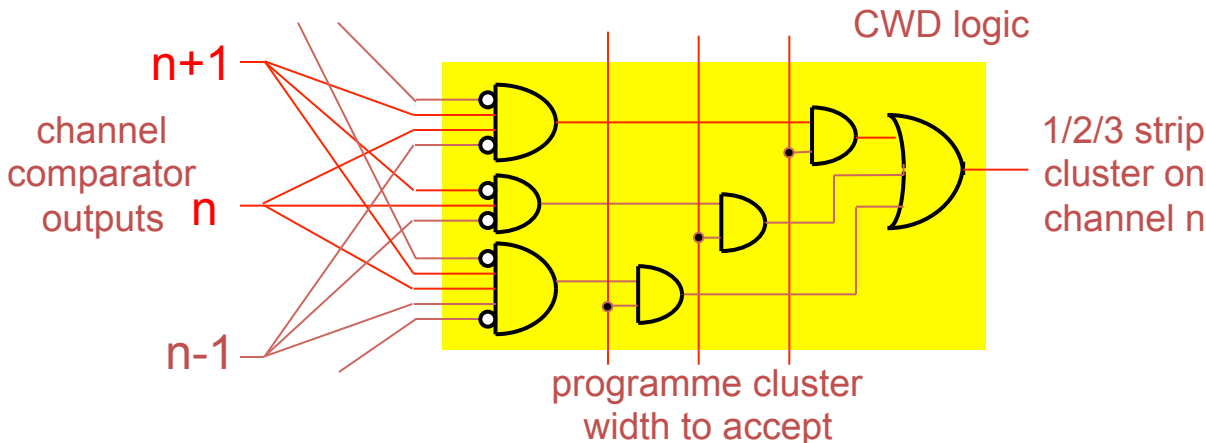 CWD logic
n+1
channel
comparator
outputs
n
n-1
1/2/3 strip
cluster on
channel n
programme cluster
width to accept